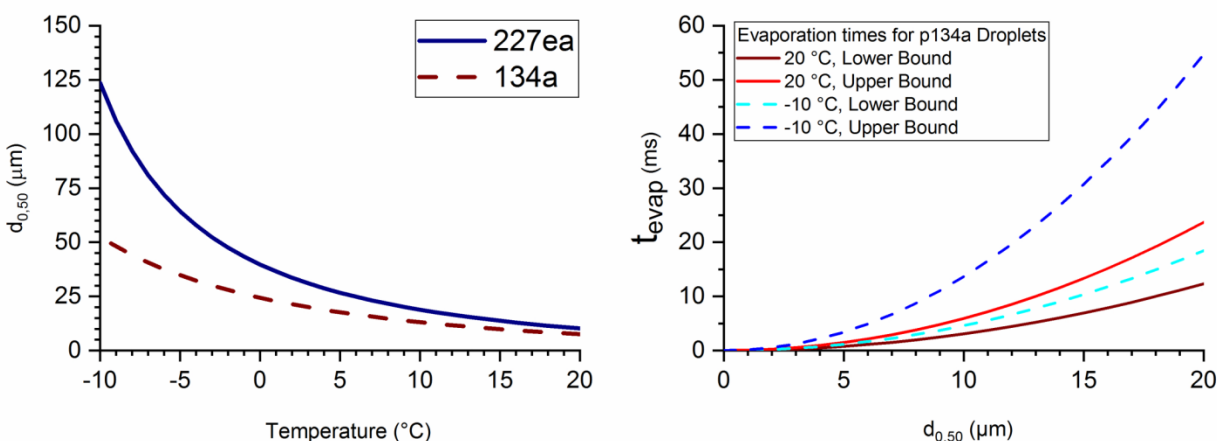 150
125
100
75
50
25
0
d0,50 (μm)
-10 -5 0 5 10 15 20
Temperature (°C)
227ea
134a
60
50
40
30
20
10
0
tevap (ms)
0 5 10 15 20
d0,50 (μm)
Evaporation times for p134a Droplets
20 °C, Lower Bound
20 °C, Upper Bound
-10 °C, Lower Bound
-10 °C, Upper Bound